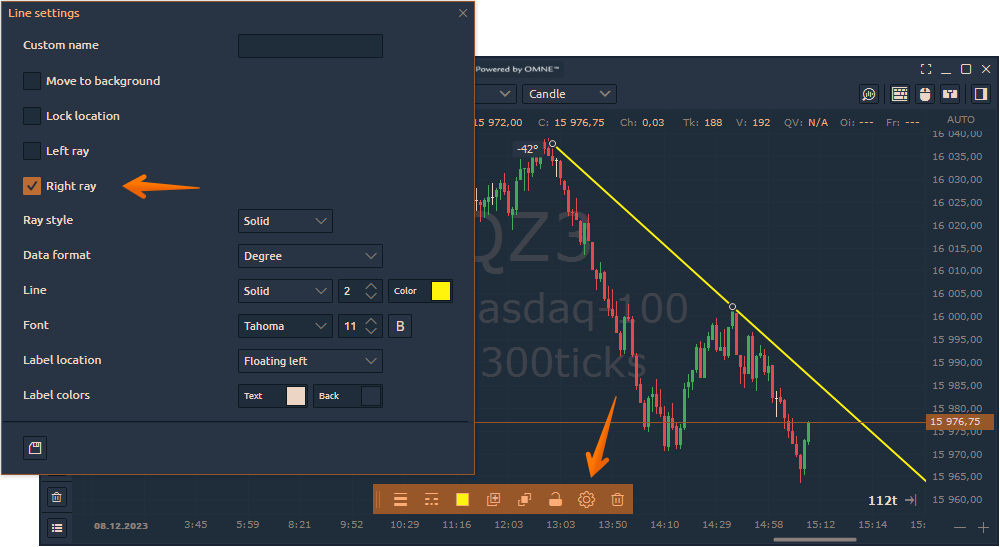 Line settings
Custom name
Move to background
Lock location
Left ray
Right ray
Ray style Solid
Data format Degree
Line Solid 2 Color
Font Tahoma 11 B
Label location Floating left
Label colors Text Back
Powered by OMNE™
Candle
15 972,00 C: 15 976,75 Ch: 0,03 Tk: 188 V: 192 QV: N/A Oi: --- Fr: --- AUTO
-42°
QZ3
asdaq-100
300ticks
16 040,00
16 035,00
16 030,00
16 025,00
16 020,00
16 015,00
16 010,00
16 005,00
16 000,00
15 995,00
15 990,00
15 985,00
15 980,00
15 976,75
15 975,00
15 970,00
15 965,00
15 960,00
112t
08.12.2023 3:45 5:59 8:21 9:52 10:29 11:16 12:03 13:03 13:50 14:10 14:29 14:58 15:12 15:14 15: